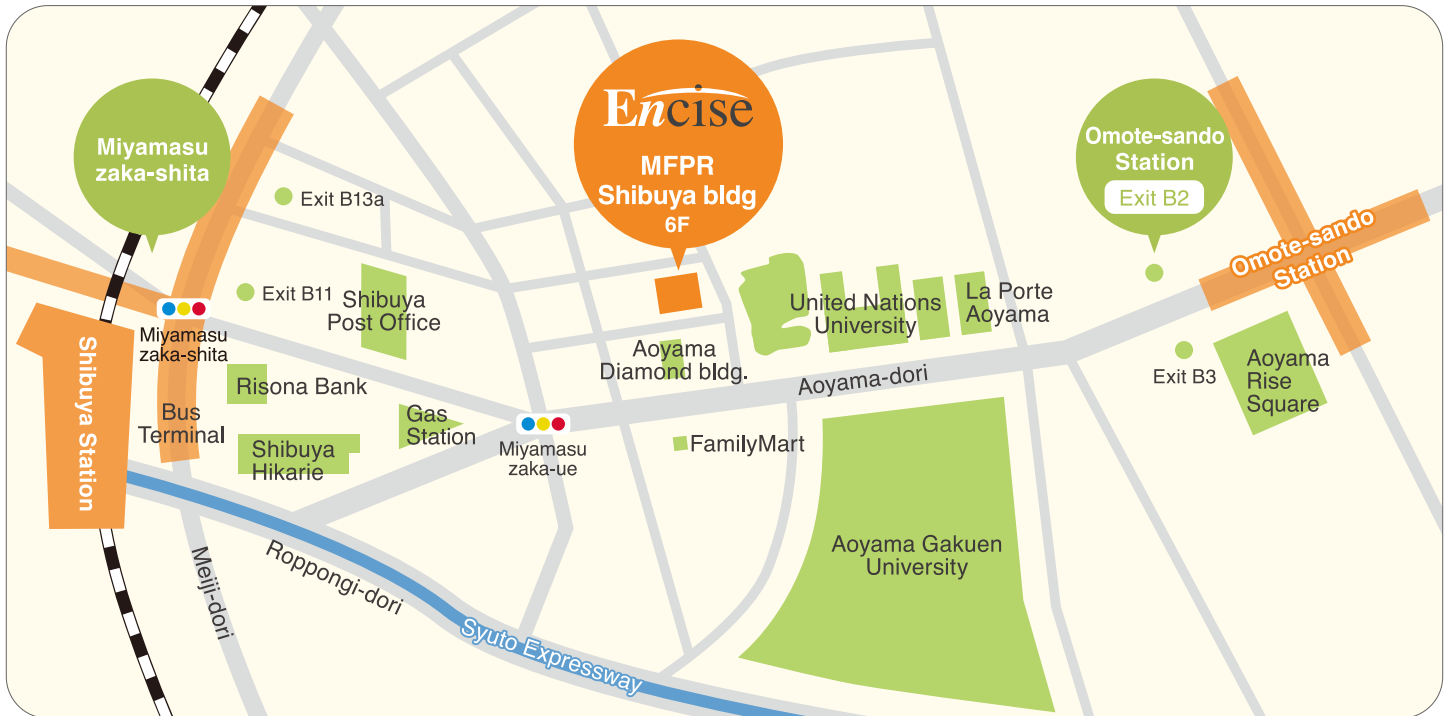 Miyamasu
zaka-shita
Encise
MFPR
Shibuya bldg
6F
Omote-sando
Station
Exit B2
Exit B13a
Omote-sando
Station
Exit B11
Shibuya
Post Office
United Nations
University
La Porte
Aoyama
Miyamasu
zaka-shita
Shibuya Station
Aoyama
Diamond bldg.
Aoyama-dori
Exit B3
Aoyama
Rise
Square
Risona Bank
Bus
Terminal
Gas
Station
Shibuya
Hikarie
Miyamasu
zaka-ue
FamilyMart
Aoyama Gakuen
University
Meiji-dori
Roppongi-dori
Syuto Expressway